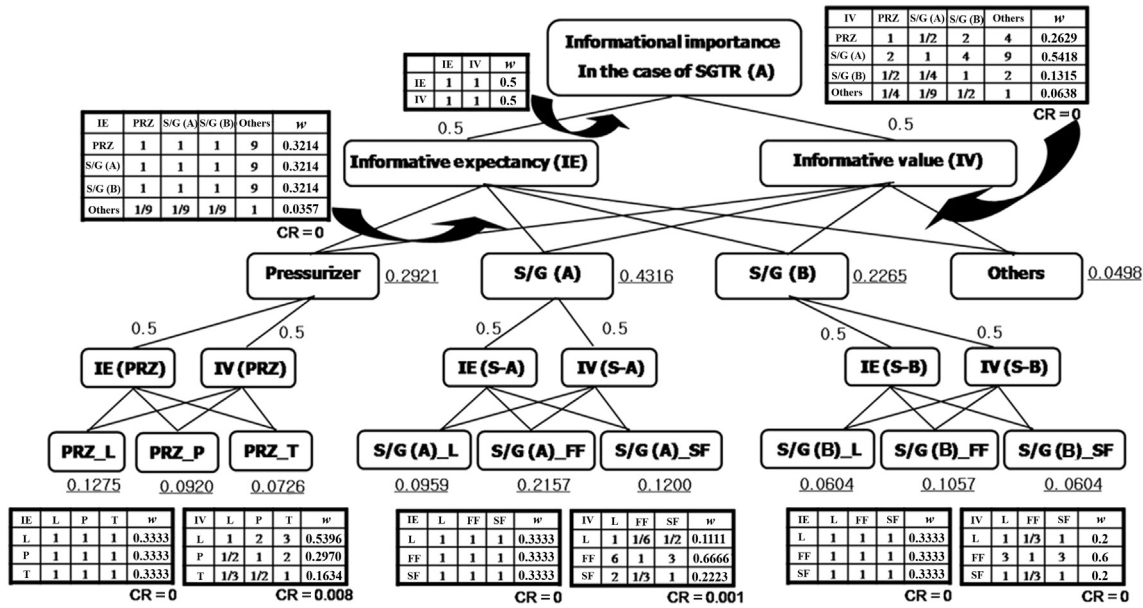 Informational importance
In the case of SGTR (A)
IE IV w
IE 1 1 0.5
IV 1 1 0.5
IV PRZ S/G (A) S/G (B) Others w
PRZ 1 1/2 2 4 0.2629
S/G (A) 2 1 4 9 0.5418
S/G (B) 1/2 1/4 1 2 0.1315
Others 1/4 1/9 1/2 1 0.0638
CR = 0
IE PRZ S/G (A) S/G (B) Others w
PRZ 1 1 1 9 0.3214
S/G (A) 1 1 1 9 0.3214
S/G (B) 1 1 1 9 0.3214
Others 1/9 1/9 1/9 1 0.0357
CR = 0
0.5 0.5
Informative expectancy (IE) Informative value (IV)
Pressurizer 0.2921 S/G (A) 0.4316 S/G (B) 0.2265 Others 0.0498
0.5 0.5 0.5 0.5 0.5 0.5
IE (PRZ) IV (PRZ) IE (S-A) IV (S-A) IE (S-B) IV (S-B)
PRZ_L PRZ_P PRZ_T S/G (A)_L S/G (A)_FF S/G (A)_SF S/G (B)_L S/G (B)_FF S/G (B)_SF
0.1275 0.0920 0.0726 0.0959 0.2157 0.1200 0.0604 0.1057 0.0604
IE L P T w
L 1 1 1 0.3333
P 1 1 1 0.3333
T 1 1 1 0.3333
CR = 0
IV L P T w
L 1 2 3 0.5396
P 1/2 1 2 0.2970
T 1/3 1/2 1 0.1634
CR = 0.008
IE L FF SF w
L 1 1 1 0.3333
FF 1 1 1 0.3333
SF 1 1 1 0.3333
CR = 0
IV L FF SF w
L 1 1/6 1/2 0.1111
FF 6 1 3 0.6666
SF 2 1/3 1 0.2223
CR = 0.001
IE L FF SF w
L 1 1 1 0.3333
FF 1 1 1 0.3333
SF 1 1 1 0.3333
CR = 0
IV L FF SF w
L 1 1/3 1 0.2
FF 3 1 3 0.6
SF 1 1/3 1 0.2
CR = 0